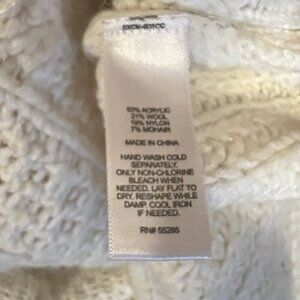 53% ACRYLIC
21% WOOL
19% NYLON
7% MOHAIR
MADE IN CHINA
HAND WASH COLD
SEPARATELY.
ONLY NON-CHLORINE
BLEACH WHEN
NEEDED. LAY FLAT TO
DRY. RESHAPE WHILE
DAMP. COOL IRON
IF NEEDED.
RN# 55285